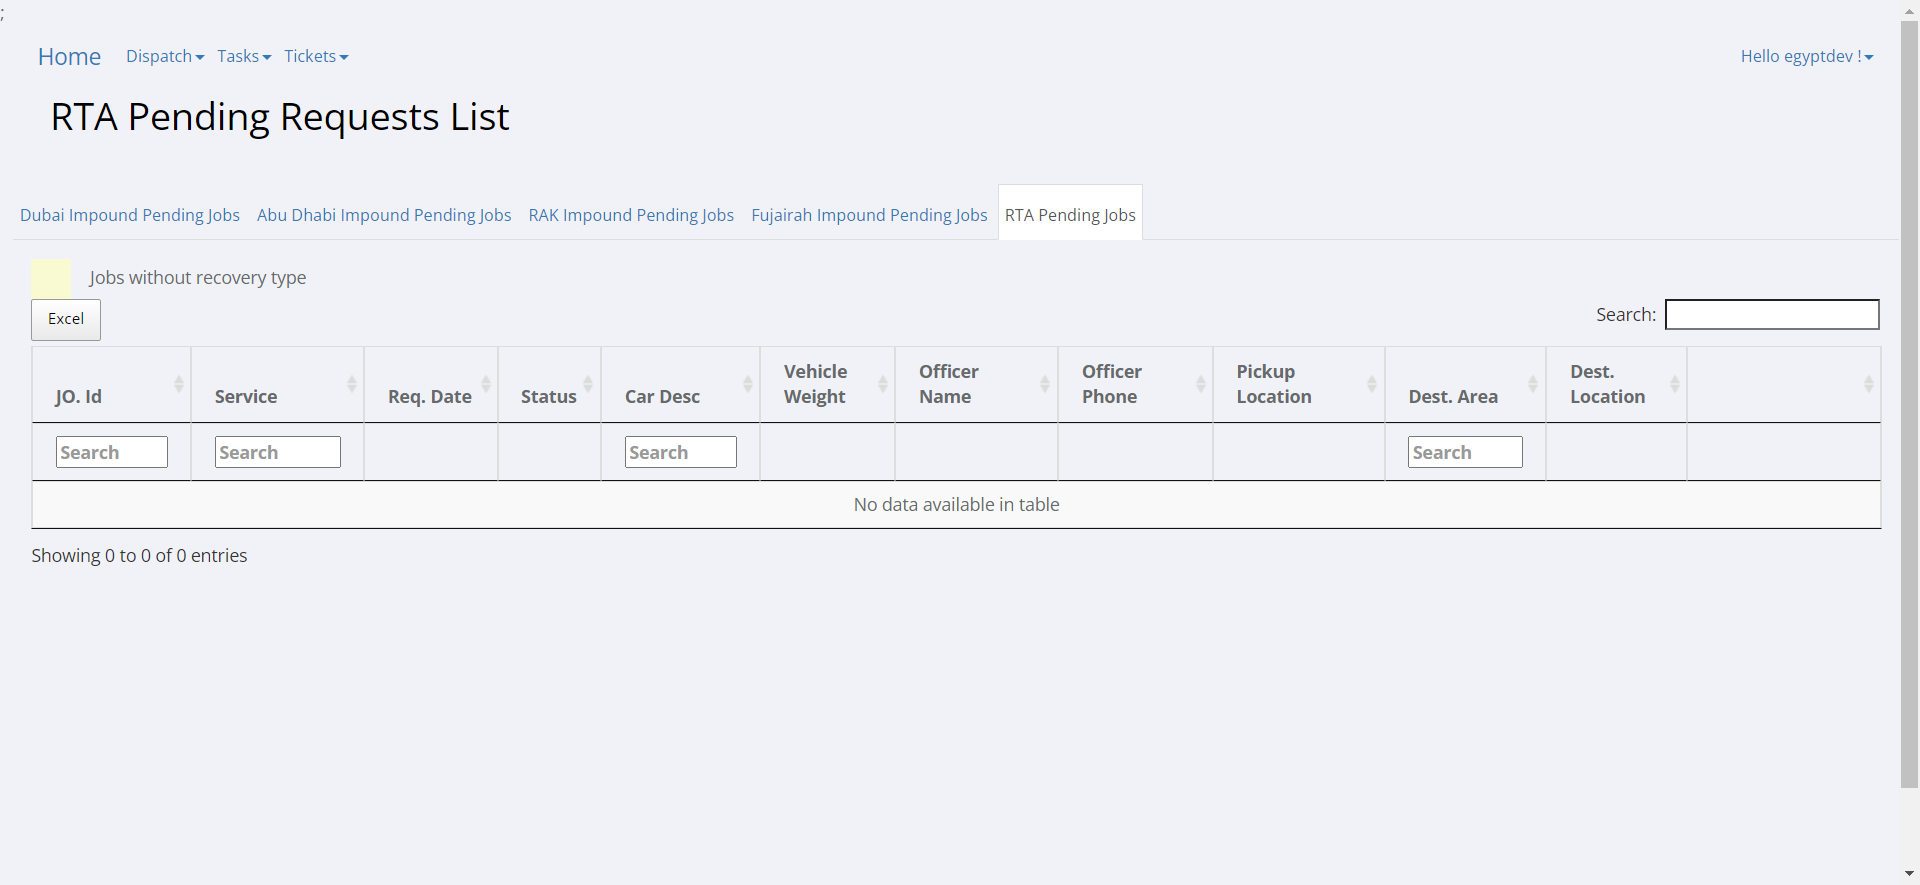 ;
Home Dispatch Tasks Tickets Hello egyptdev !
RTA Pending Requests List
Dubai Impound Pending Jobs Abu Dhabi Impound Pending Jobs RAK Impound Pending Jobs Fujairah Impound Pending Jobs RTA Pending Jobs
Jobs without recovery type
Excel Search:
JO. Id Service Req. Date Status Car Desc Vehicle Weight Officer Name Officer Phone Pickup Location Dest. Area Dest. Location
Search Search Search Search
No data available in table
Showing 0 to 0 of 0 entries